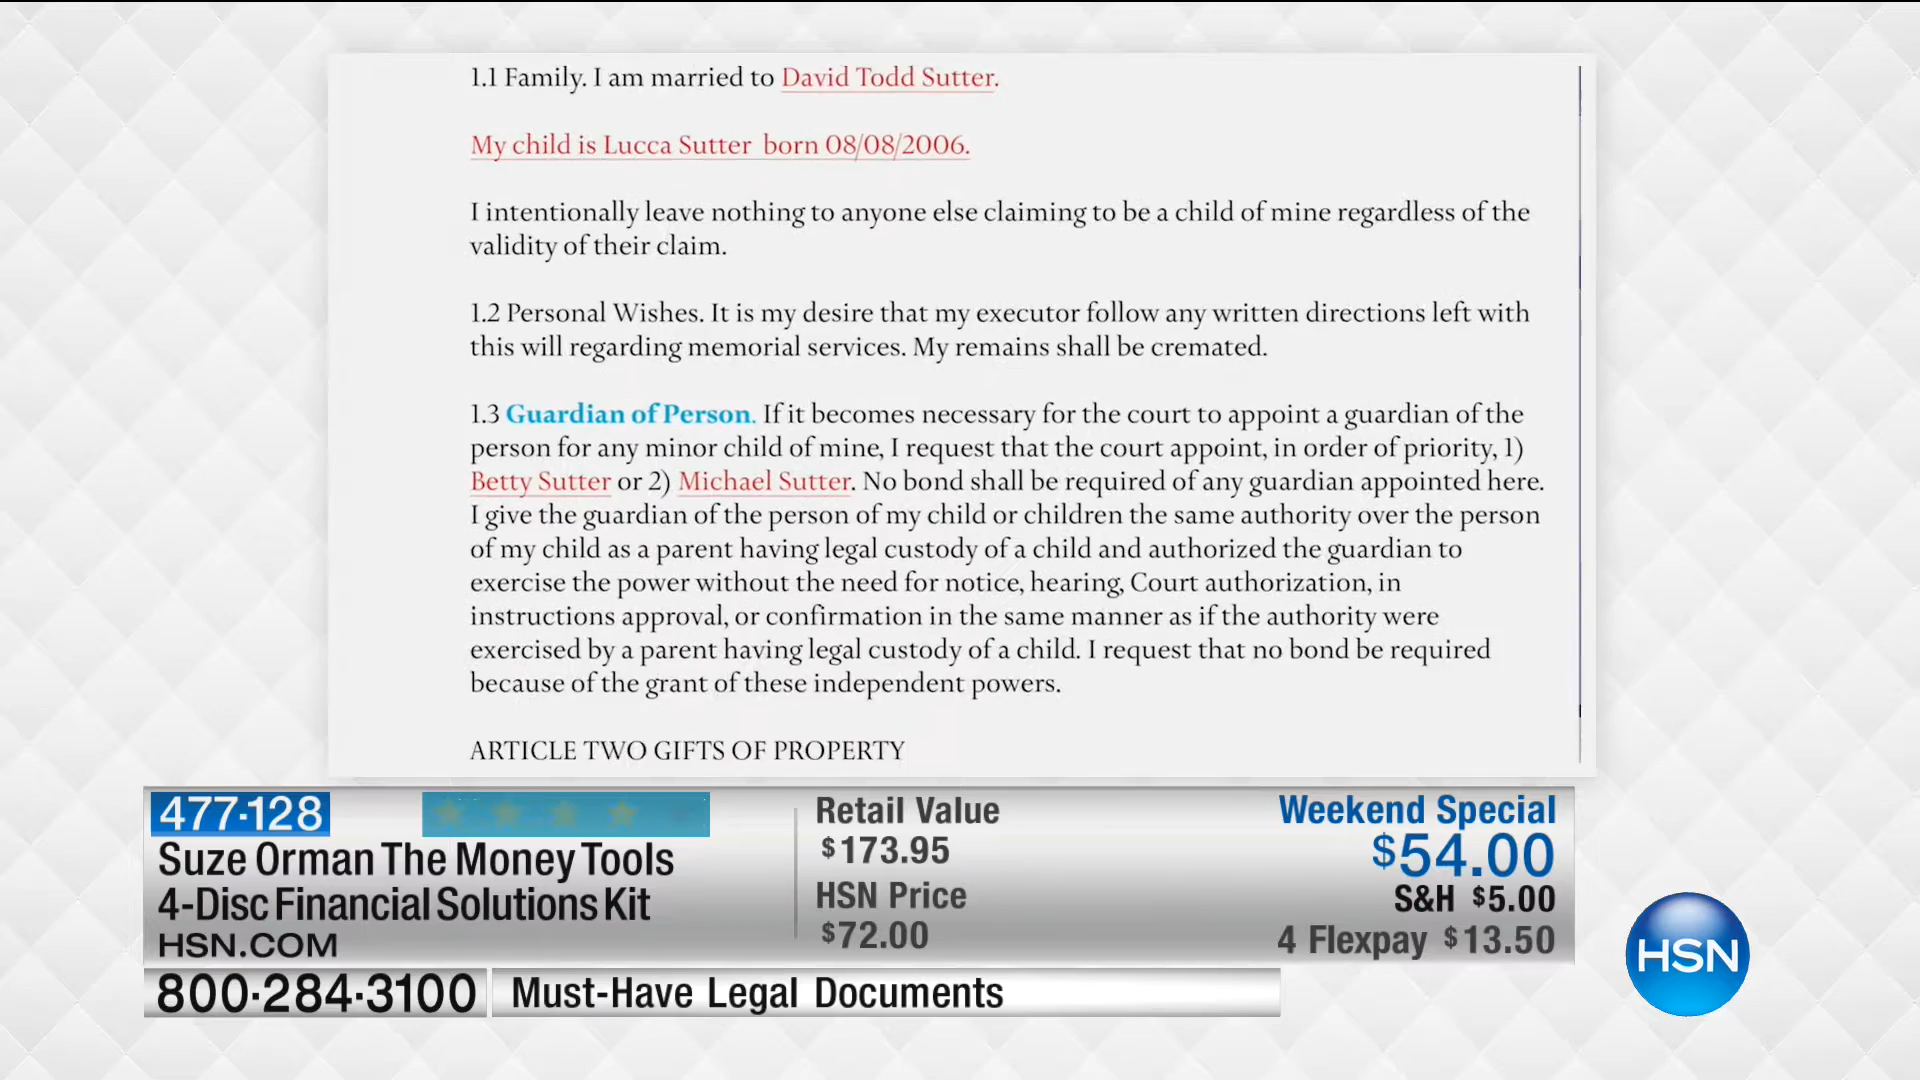 1.1 Family. I am married to David Todd Sutter.
My child is Lucca Sutter born 08/08/2006.
I intentionally leave nothing to anyone else claiming to be a child of mine regardless of the
validity of their claim.
1.2 Personal Wishes. It is my desire that my executor follow any written directions left with
this will regarding memorial services. My remains shall be cremated.
1.3 Guardian of Person. If it becomes necessary for the court to appoint a guardian of the
person for any minor child of mine, I request that the court appoint, in order of priority, 1)
Betty Sutter or 2) Michael Sutter. No bond shall be required of any guardian appointed here.
I give the guardian of the person of my child or children the same authority over the person
of my child as a parent having legal custody of a child and authorized the guardian to
exercise the power without the need for notice, hearing, Court authorization, in
instructions approval, or confirmation in the same manner as if the authority were
exercised by a parent having legal custody of a child. I request that no bond be required
because of the grant of these independent powers.
ARTICLE TWO GIFTS OF PROPERTY
477·128
Suze Orman The Money Tools
4-Disc Financial Solutions Kit
HSN.COM
800·284·3100
Retail Value
$173.95
HSN Price
$72.00
Weekend Special
$54.00
S&H $5.00
4 Flexpay $13.50
Must-Have Legal Documents
HSN